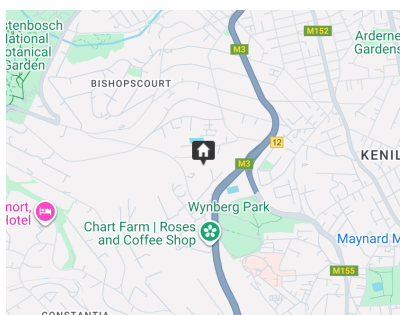 stenbosch
National
otanical
Garden
M152
Arderne
Gardens
M3
BISHOPSCOURT
12
M3
KENIL
mort,
Hotel
Wynberg Park
Chart Farm | Roses
and Coffee Shop
Maynard M
M155
CONSTANTIA